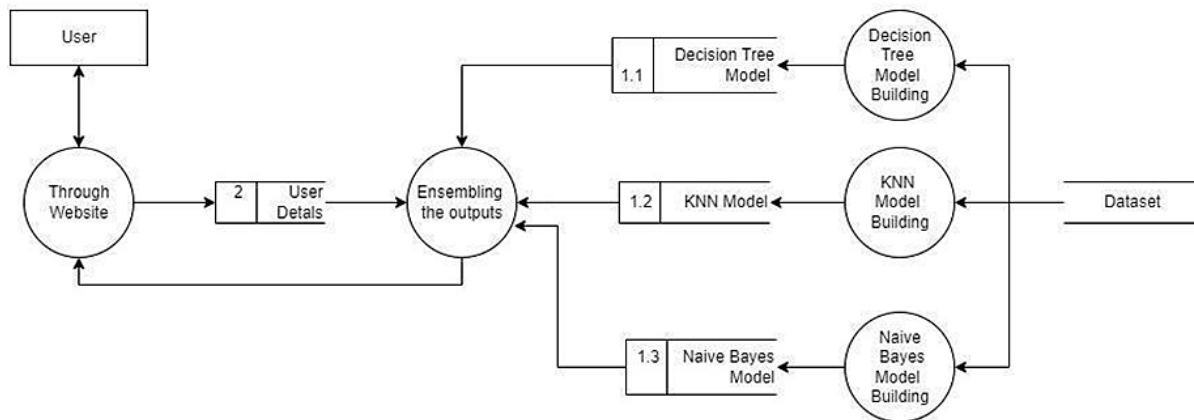 User
Through
Website
2
User
Detals
Ensembling
the outputs
1.1
Decision Tree
Model
Decision
Tree
Model
Building
1.2
KNN Model
KNN
Model
Building
Dataset
1.3
Naive Bayes
Model
Naive
Bayes
Model
Building